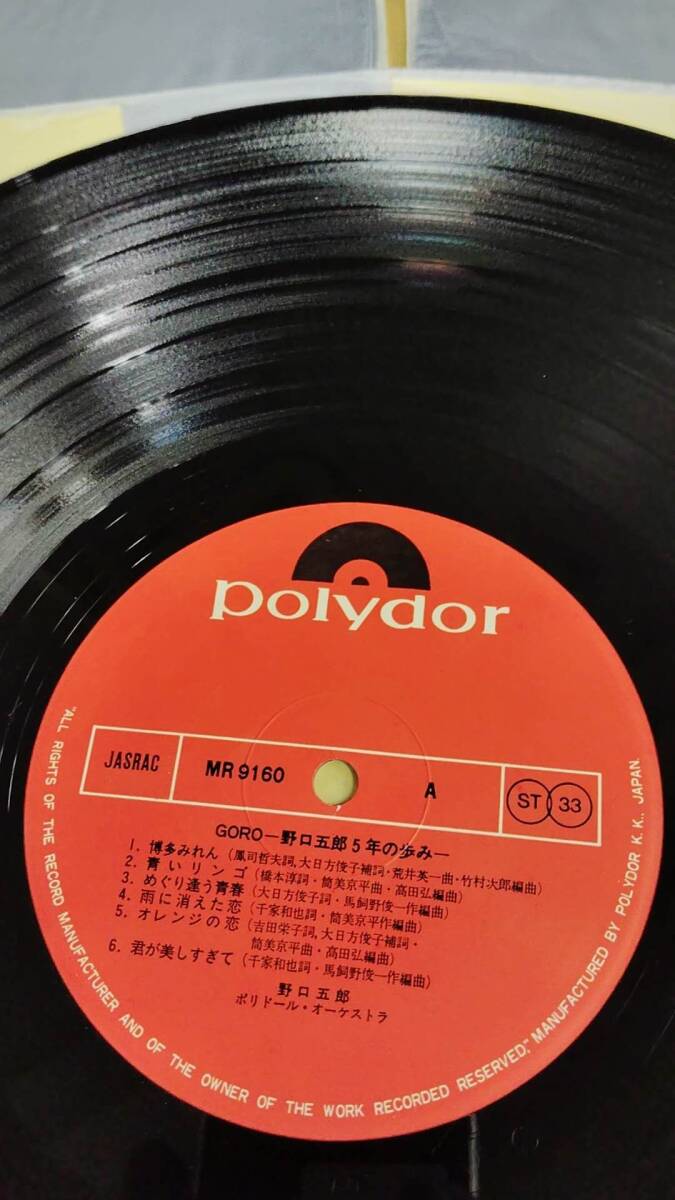 polydor
JASRAC MR 9160 A ST 33
GORO—野口五郎5年の歩み—
1. 博多みれん (鳳司哲夫詞,大日方俊子補詞・荒井英一曲・竹村次郎編曲)
2. 青いリンゴ (橋本淳詞・筒美京平曲・高田弘編曲)
3. めぐり逢う青春 (大日方俊子詞・馬飼野俊一作編曲)
4. 雨に消えた恋 (千家和也詞・筒美京平作編曲)
5. オレンジの恋 (吉田栄子詞,大日方俊子補詞・
筒美京平曲・高田弘編曲)
6. 君が美しすぎて (千家和也詞・馬飼野俊一作編曲)
野口五郎
ポリドール・オーケストラ
"ALL RIGHTS OF THE RECORD MANUFACTURER AND OF THE OWNER OF THE WORK RECORDED RESERVED," MANUFACTURED BY POLYDOR K.K., JAPAN.